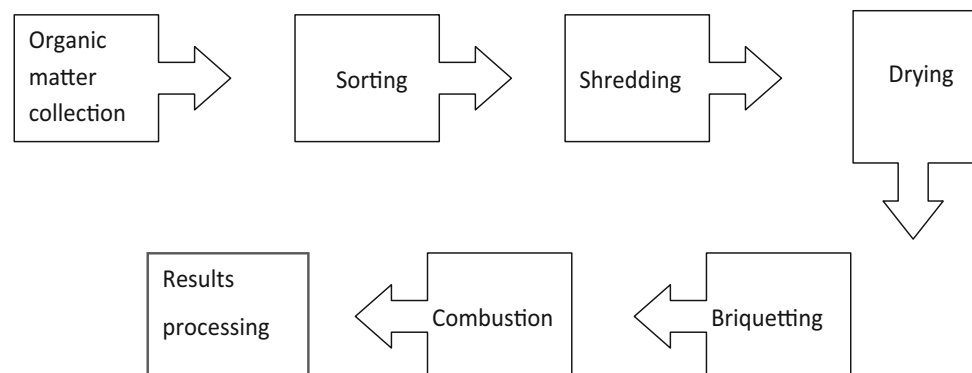 Organic
matter
collection
Sorting
Shredding
Drying
Briquetting
Combustion
Results
processing